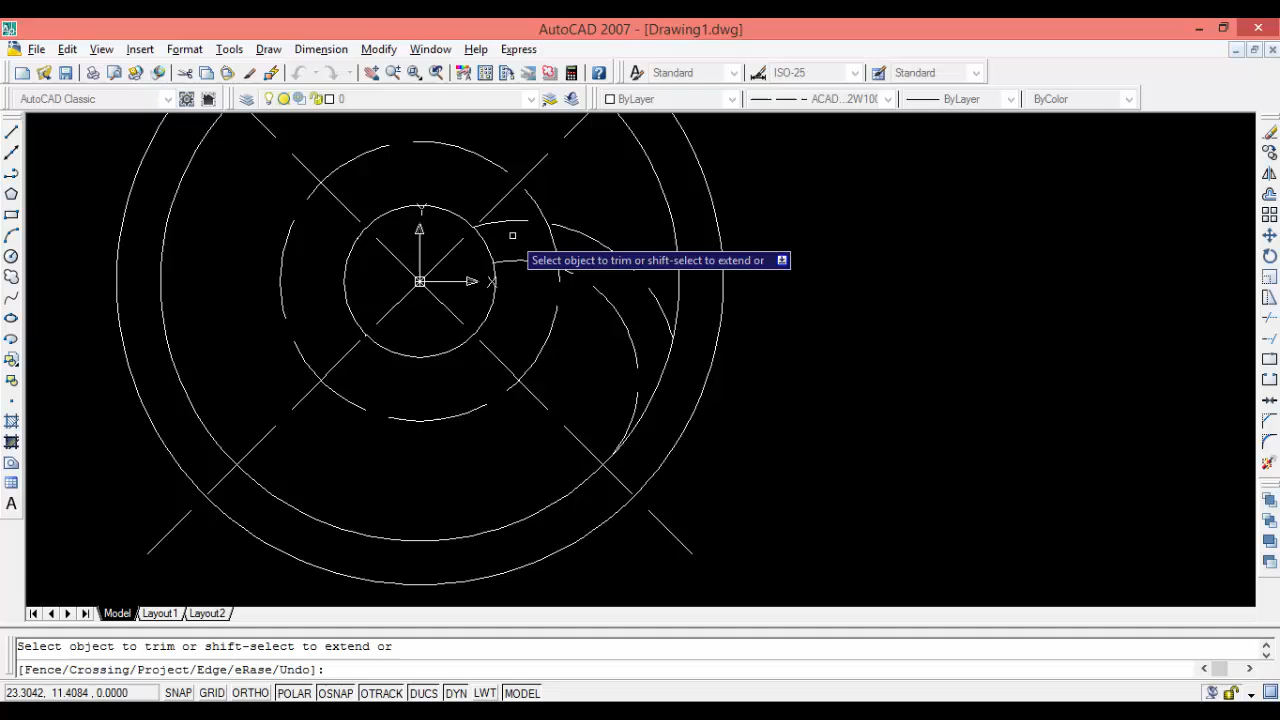 AutoCAD 2007 - [Drawing1.dwg]
File Edit View Insert Format Tools Draw Dimension Modify Window Help Express
Standard ISO-25 Standard
AutoCAD Classic 0 ByLayer ACAD...2W100 ByLayer ByColor
Y
X
Select object to trim or shift-select to extend or
A
Model Layout1 Layout2
Select object to trim or shift-select to extend or
[Fence/Crossing/Project/Edge/eRase/Undo]:
23.3042, 11.4084 , 0.0000 SNAP GRID ORTHO POLAR OSNAP OTRACK DUCS DYN LWT MODEL